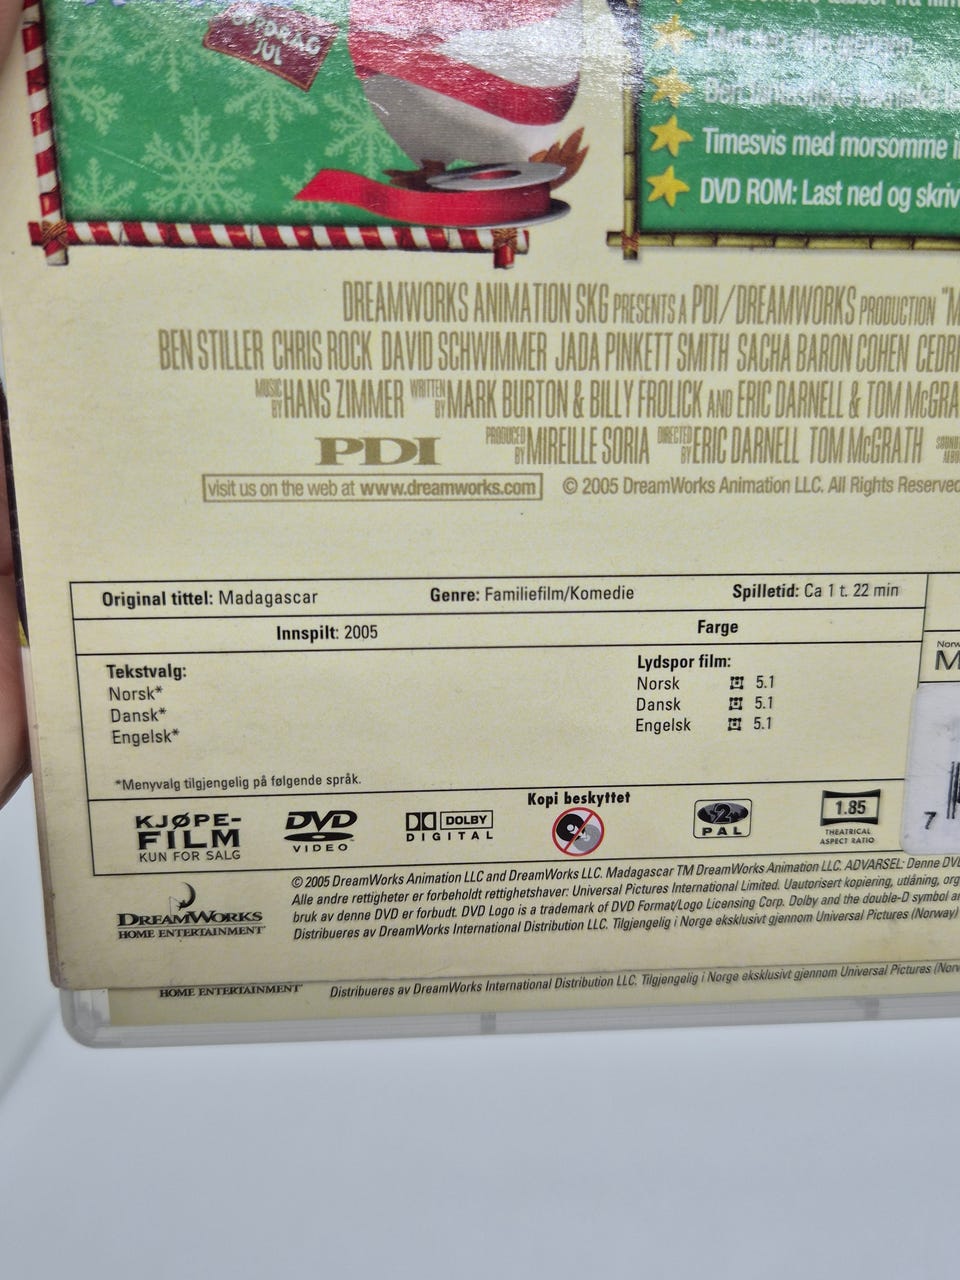 OPPDRAG
JUL
Timesvis med morsomme
DVD ROM: Last ned og skriv
DREAMWORKS ANIMATION SKG PRESENTS A PDI/DREAMWORKS PRODUCTION "M
BEN STILLER CHRIS ROCK DAVID SCHWIMMER JADA PINKETT SMITH SACHA BARON COHEN CEDRI
MUSIC BY HANS ZIMMER WRITTEN BY MARK BURTON & BILLY FROLICK AND ERIC DARNELL & TOM McGRA
PDI PRODUCED BY MIREILLE SORIA DIRECTED BY ERIC DARNELL TOM McGRATH
visit us on the web at www.dreamworks.com © 2005 DreamWorks Animation LLC. All Rights Reserved
Original tittel: Madagascar Genre: Familiefilm/Komedie Spilletid: Ca 1 t. 22 min
Innspilt: 2005 Farge
Tekstvalg: Lydspor film:
Norsk* Norsk 5.1
Dansk* Dansk 5.1
Engelsk* Engelsk 5.1
*Menyvalg tilgjengelig på følgende språk.
Norw
M
7
KJØPE-
FILM
KUN FOR SALG
DVD
VIDEO™
DOLBY
DIGITAL
Kopi beskyttet
2
PAL
1.85
THEATRICAL
ASPECT RATIO
DREAMWORKS
HOME ENTERTAINMENT™
© 2005 DreamWorks Animation LLC and DreamWorks LLC. Madagascar TM DreamWorks Animation LLC. ADVARSEL: Denne DVD
Alle andre rettigheter er forbeholdt rettighetshaver: Universal Pictures International Limited. Uautorisert kopiering, utlåning, org
bruk av denne DVD er forbudt. DVD Logo is a trademark of DVD Format/Logo Licensing Corp. Dolby and the double-D symbol ar
Distribueres av DreamWorks International Distribution LLC. Tilgjengelig i Norge eksklusivt gjennom Universal Pictures (Norway)
HOME ENTERTAINMENT™ Distribueres av DreamWorks International Distribution LLC. Tilgjengelig i Norge eksklusivt gjennom Universal Pictures (Norw